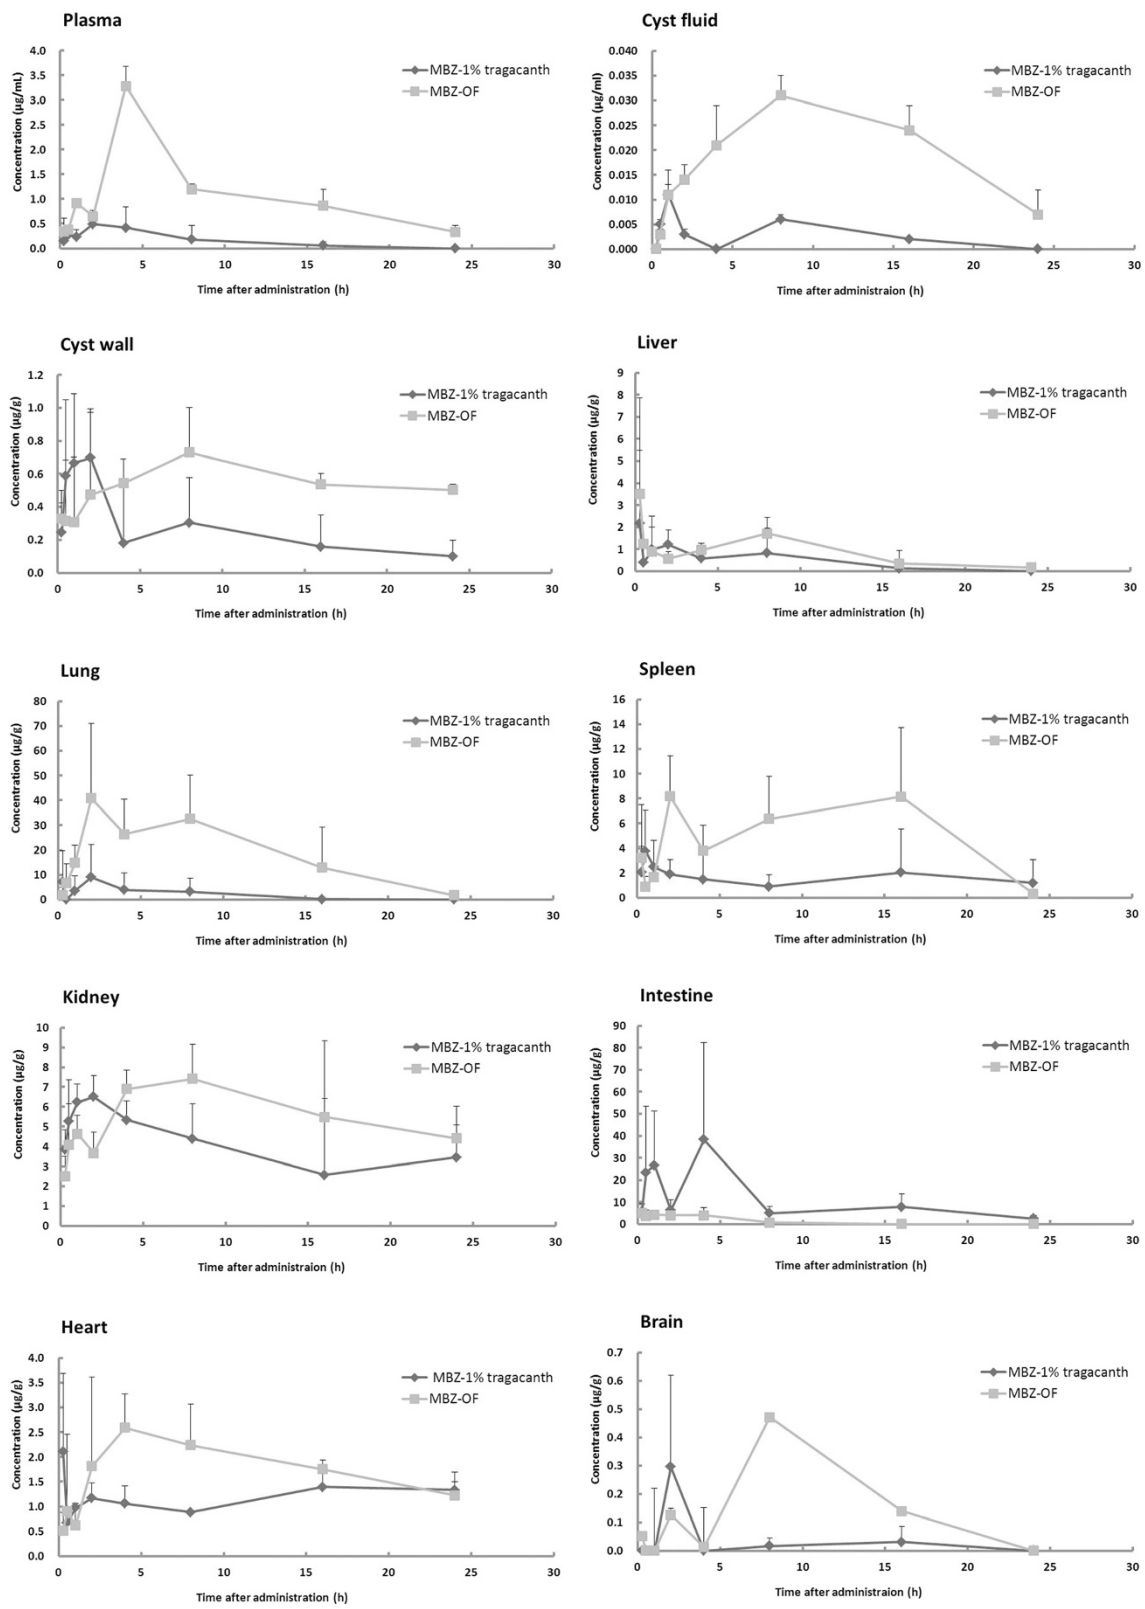 Plasma
Concentration (µg/mL)
4.0
3.5
3.0
2.5
2.0
1.5
1.0
0.5
0.0
0 5 10 15 20 25 30
Time after administration (h)
MBZ-1% tragacanth
MBZ-OF
Cyst fluid
Concentration (µg/ml)
0.040
0.035
0.030
0.025
0.020
0.015
0.010
0.005
0.000
0 5 10 15 20 25 30
Time after administraion (h)
MBZ-1% tragacanth
MBZ-OF
Cyst wall
Concentration (µg/g)
1.2
1.0
0.8
0.6
0.4
0.2
0.0
0 5 10 15 20 25 30
Time after administration (h)
MBZ-1% tragacanth
MBZ-OF
Liver
Concentration (µg/g)
9
8
7
6
5
4
3
2
1
0
0 5 10 15 20 25 30
Time after administration (h)
MBZ-1% tragacanth
MBZ-OF
Lung
Concentration (µg/g)
80
70
60
50
40
30
20
10
0
0 5 10 15 20 25 30
Time after administration (h)
MBZ-1% tragacanth
MBZ-OF
Spleen
Concentration (µg/g)
16
14
12
10
8
6
4
2
0
0 5 10 15 20 25 30
Time after administration (h)
MBZ-1% tragacanth
MBZ-OF
Kidney
Concentration (µg/g)
10
9
8
7
6
5
4
3
2
1
0
0 5 10 15 20 25 30
Time after administraion (h)
MBZ-1% tragacanth
MBZ-OF
Intestine
Concentration (µg/g)
90
80
70
60
50
40
30
20
10
0
0 5 10 15 20 25 30
Time after administraion (h)
MBZ-1% tragacanth
MBZ-OF
Heart
Concentration (µg/g)
4.0
3.5
3.0
2.5
2.0
1.5
1.0
0.5
0.0
0 5 10 15 20 25 30
Time after administration (h)
MBZ-1% tragacanth
MBZ-OF
Brain
Concentration (µg/g)
0.7
0.6
0.5
0.4
0.3
0.2
0.1
0.0
0 5 10 15 20 25 30
Time after administration (h)
MBZ-1% tragacanth
MBZ-OF